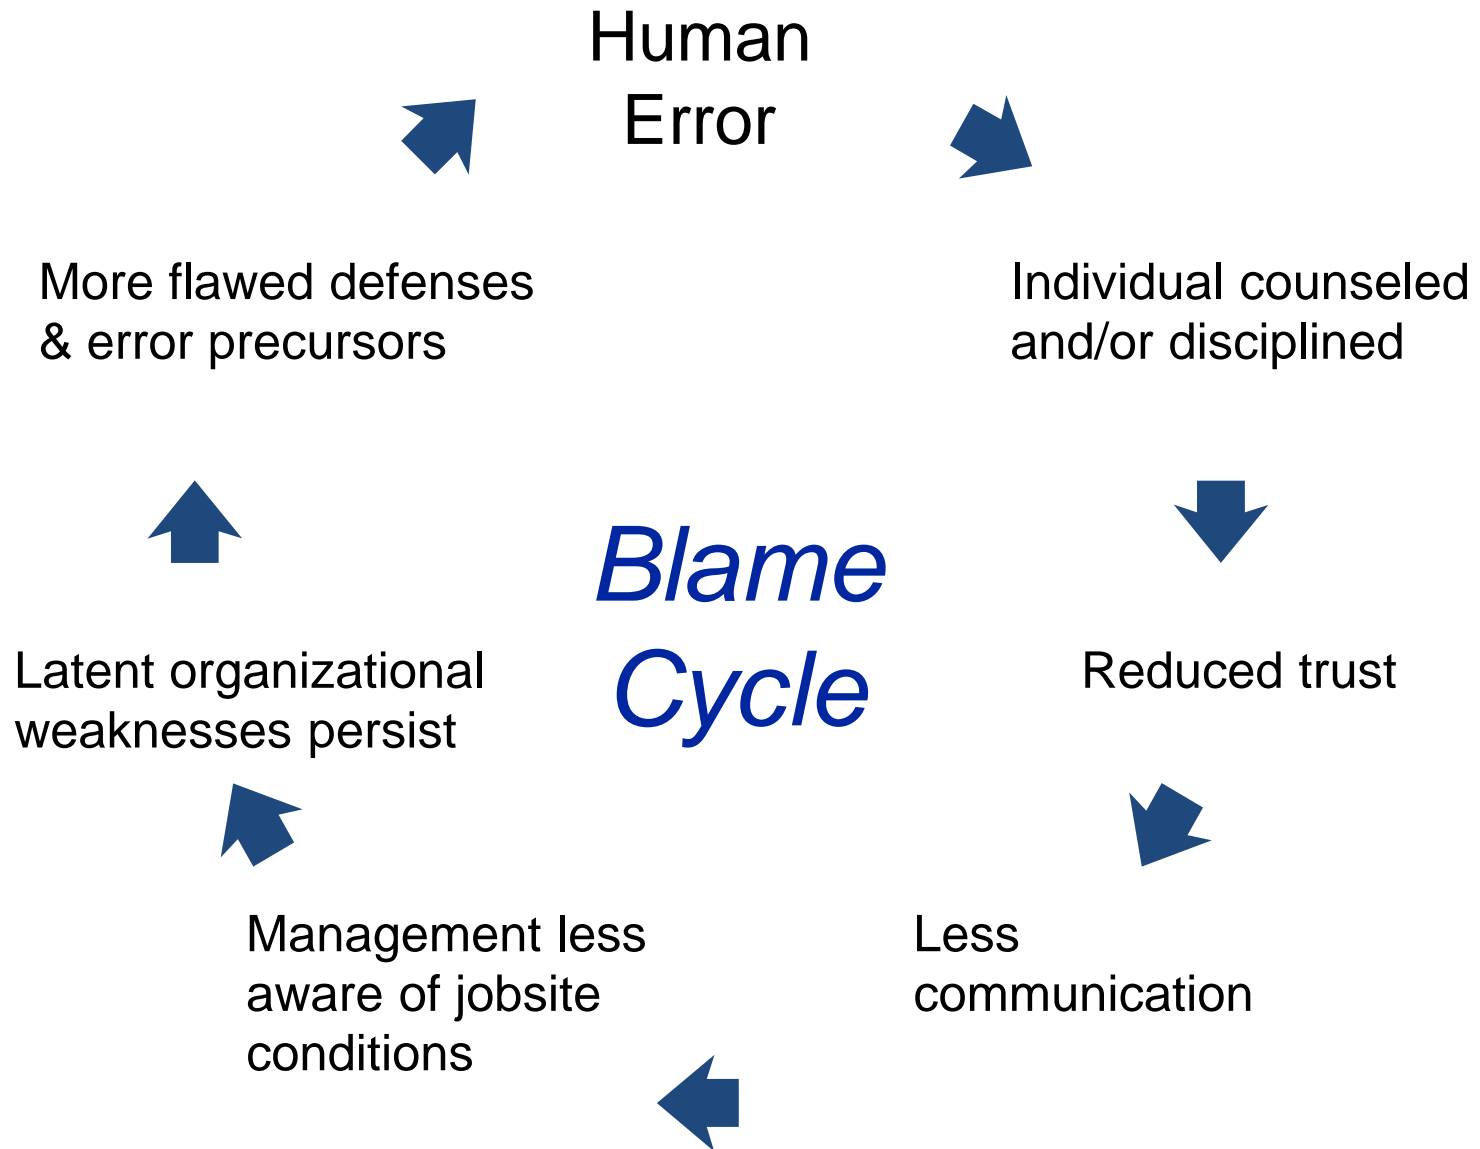 Human
Error
Individual counseled
and/or disciplined
Reduced trust
Less
communication
Management less
aware of jobsite
conditions
Latent organizational
weaknesses persist
More flawed defenses
& error precursors
Blame
Cycle